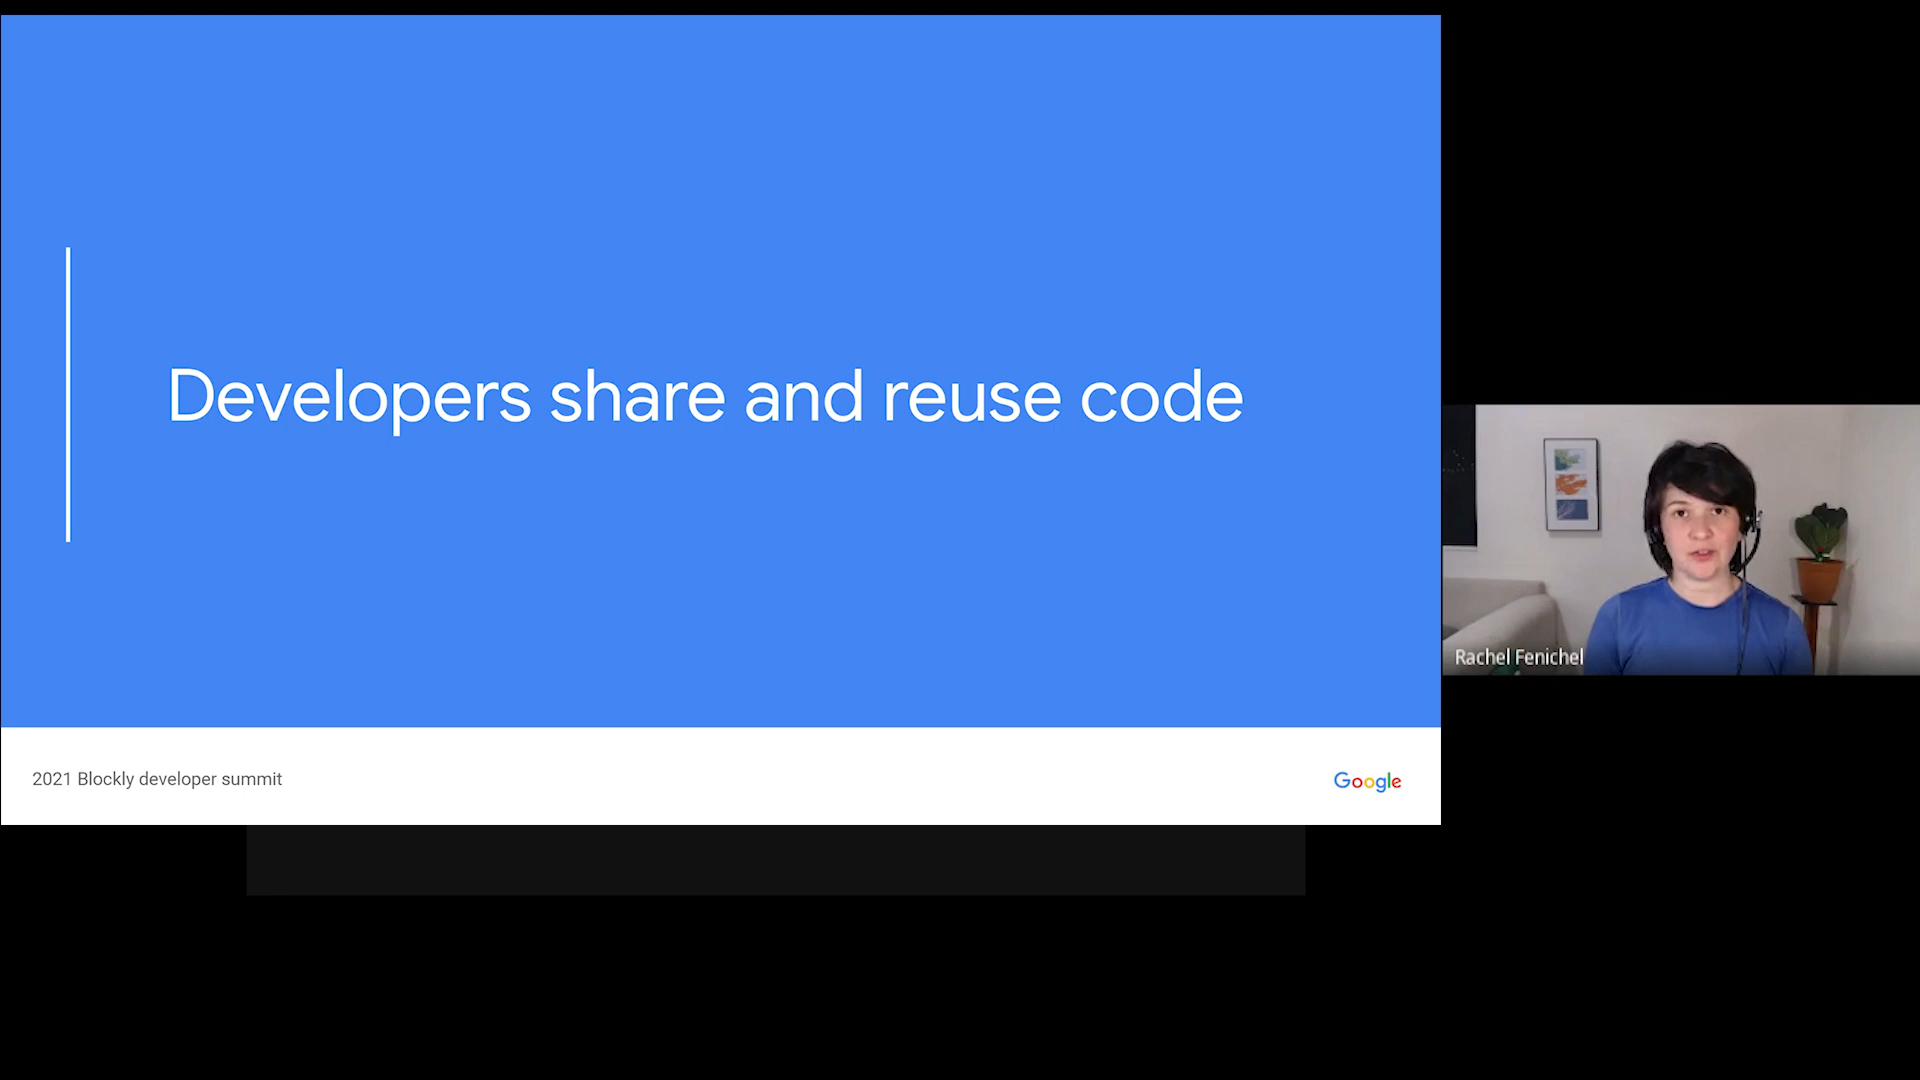 Developers share and reuse code
Rachel Fenichel
2021 Blockly developer summit
Google